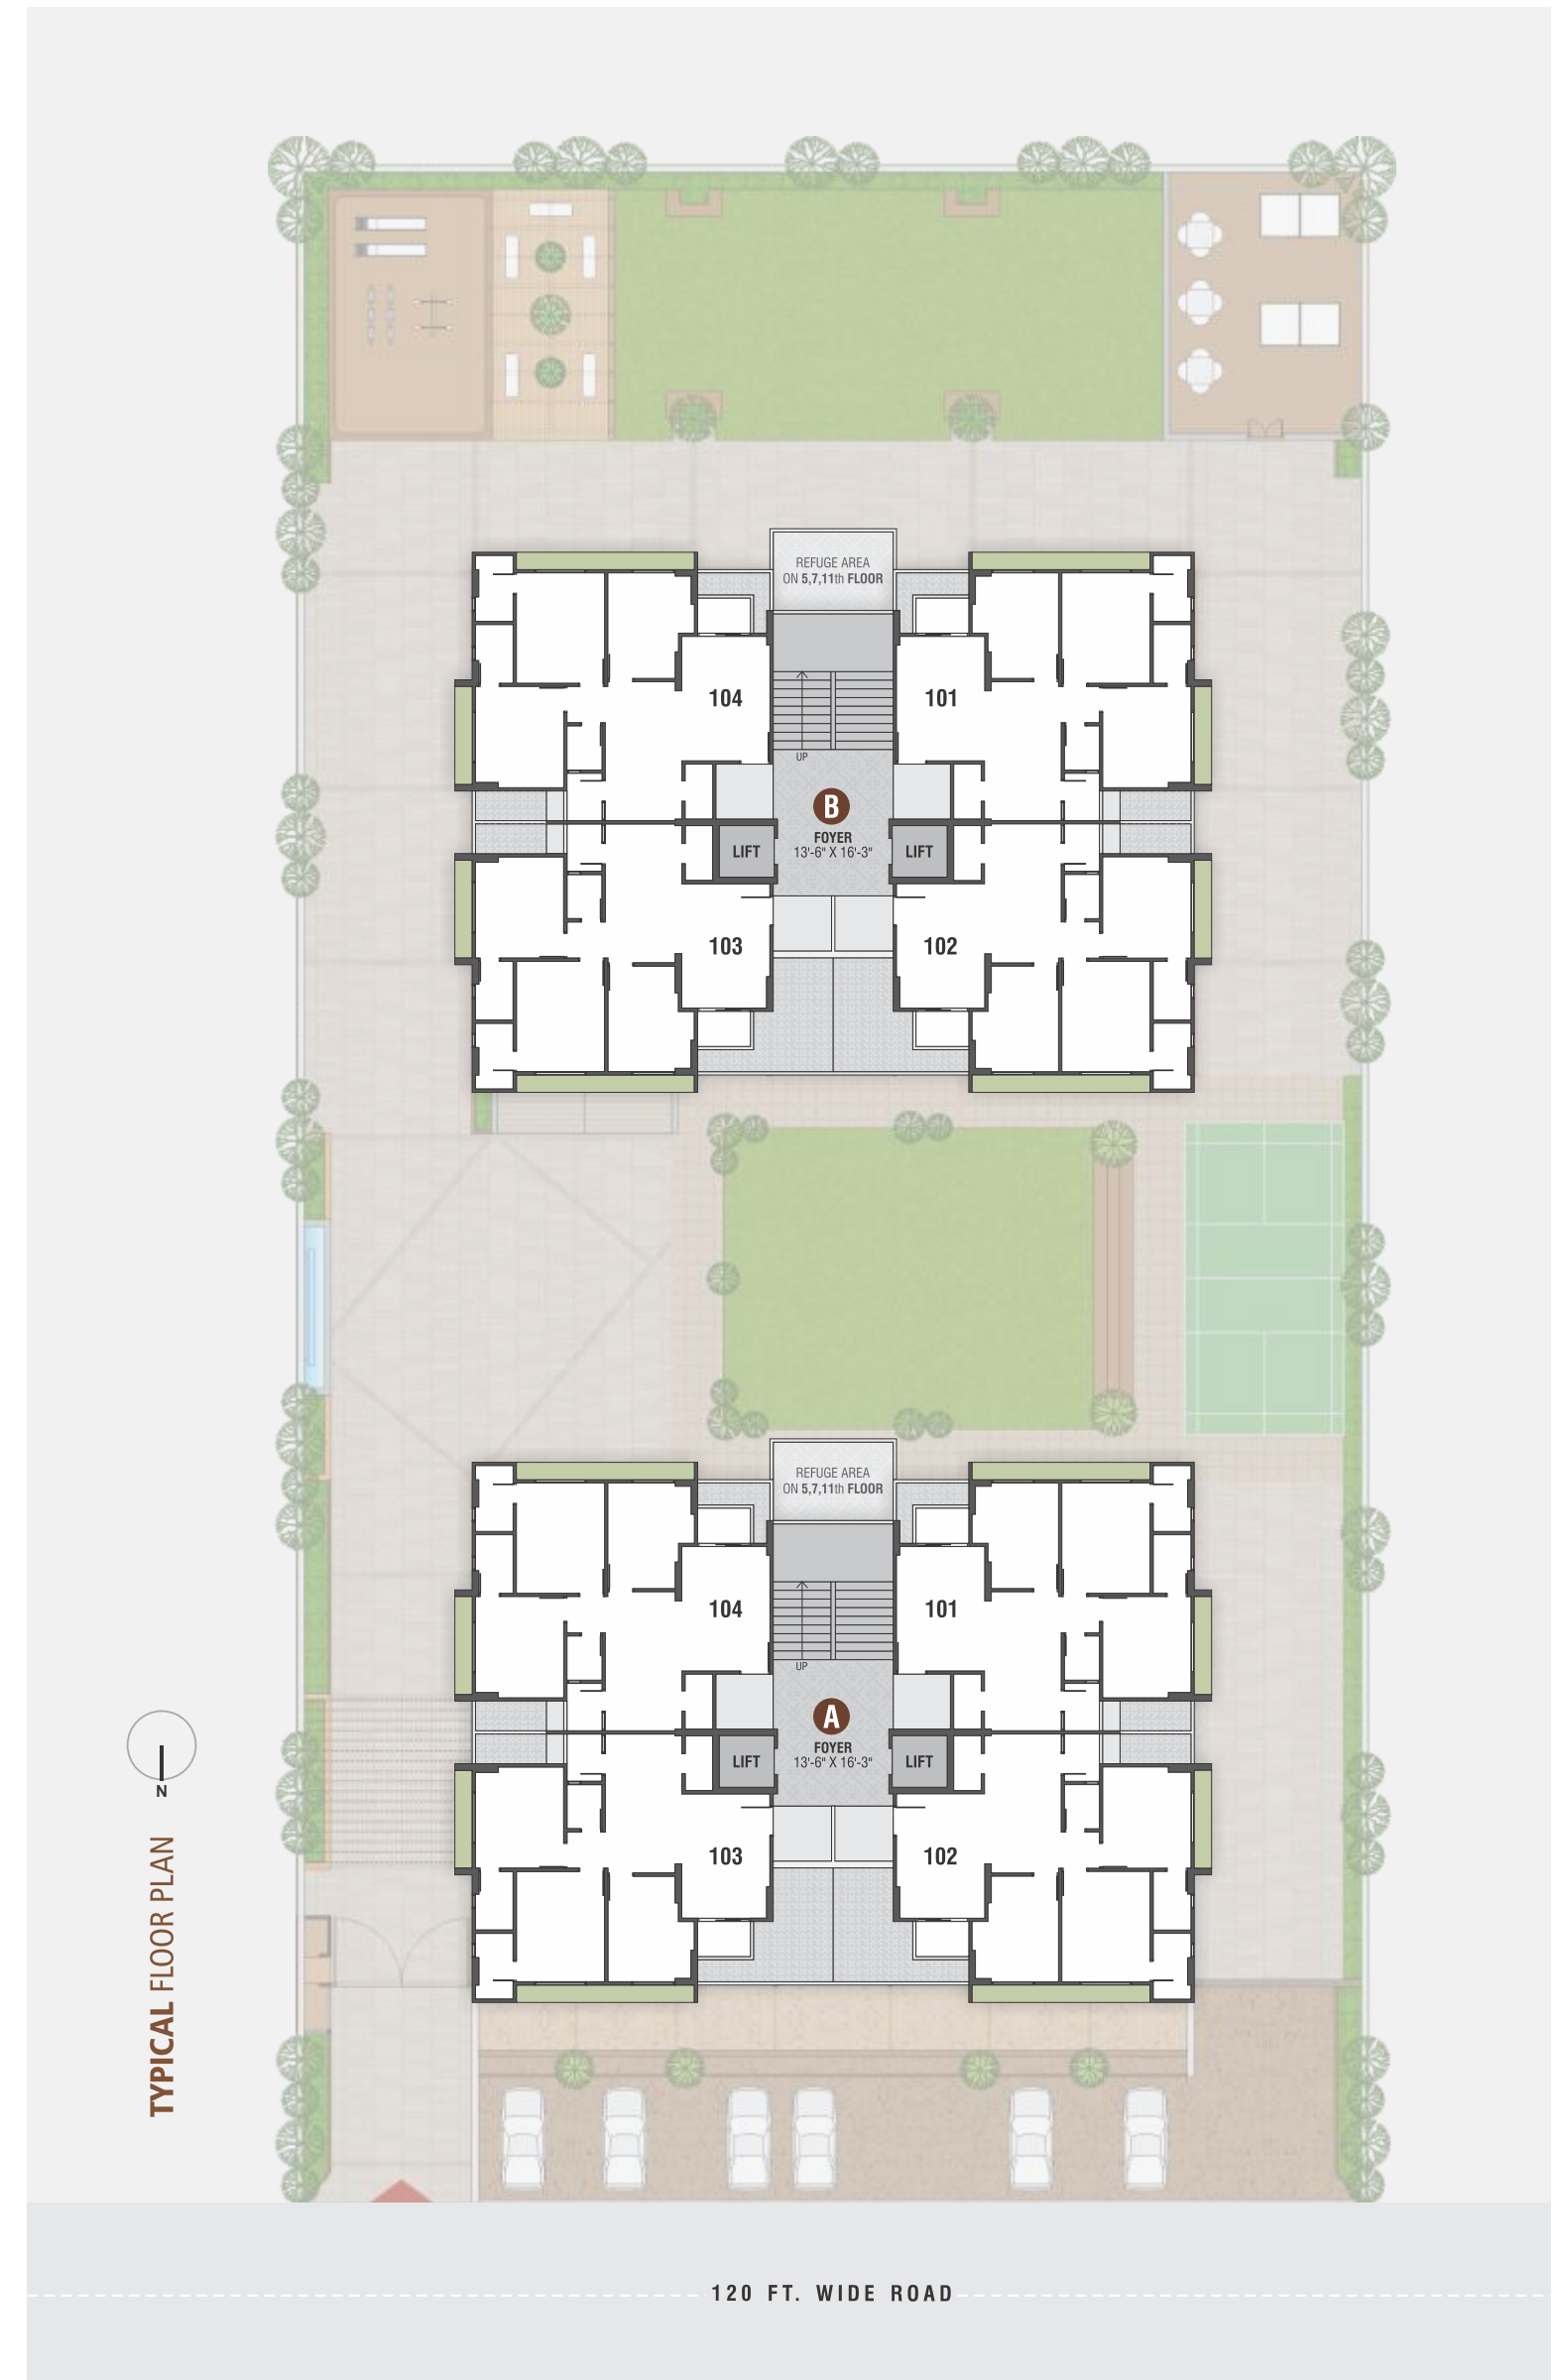 REFUGE AREA
ON 5,7,11th FLOOR
104
101
UP
B
FOYER
13'-6" X 16'-3"
LIFT
LIFT
103
102
REFUGE AREA
ON 5,7,11th FLOOR
104
101
UP
A
FOYER
13'-6" X 16'-3"
LIFT
LIFT
103
102
N
TYPICAL FLOOR PLAN
120 FT. WIDE ROAD